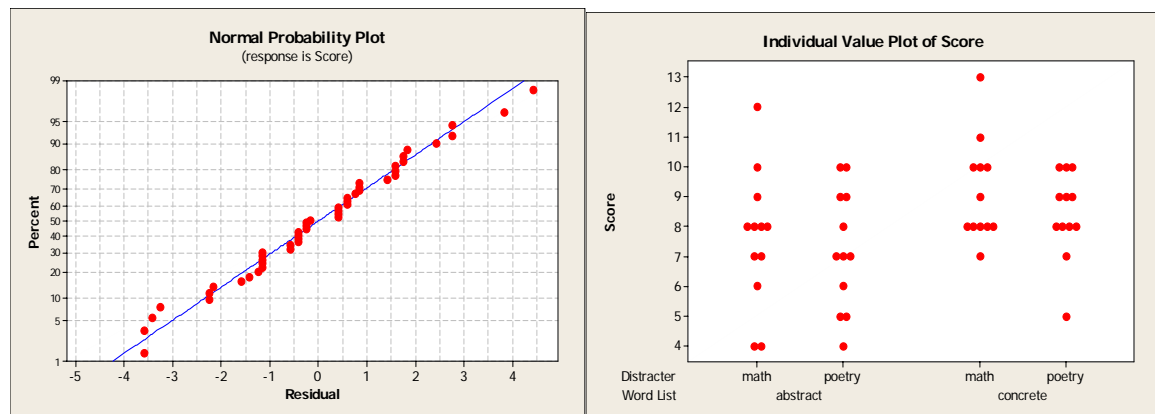 Normal Probability Plot
(response is Score)
99
95
90
80
70
60
50
40
30
20
10
5
1
Percent
-5 -4 -3 -2 -1 0 1 2 3 4
Residual
Individual Value Plot of Score
13
12
11
10
9
8
7
6
5
4
Score
Distracter math poetry math poetry
Word List abstract concrete